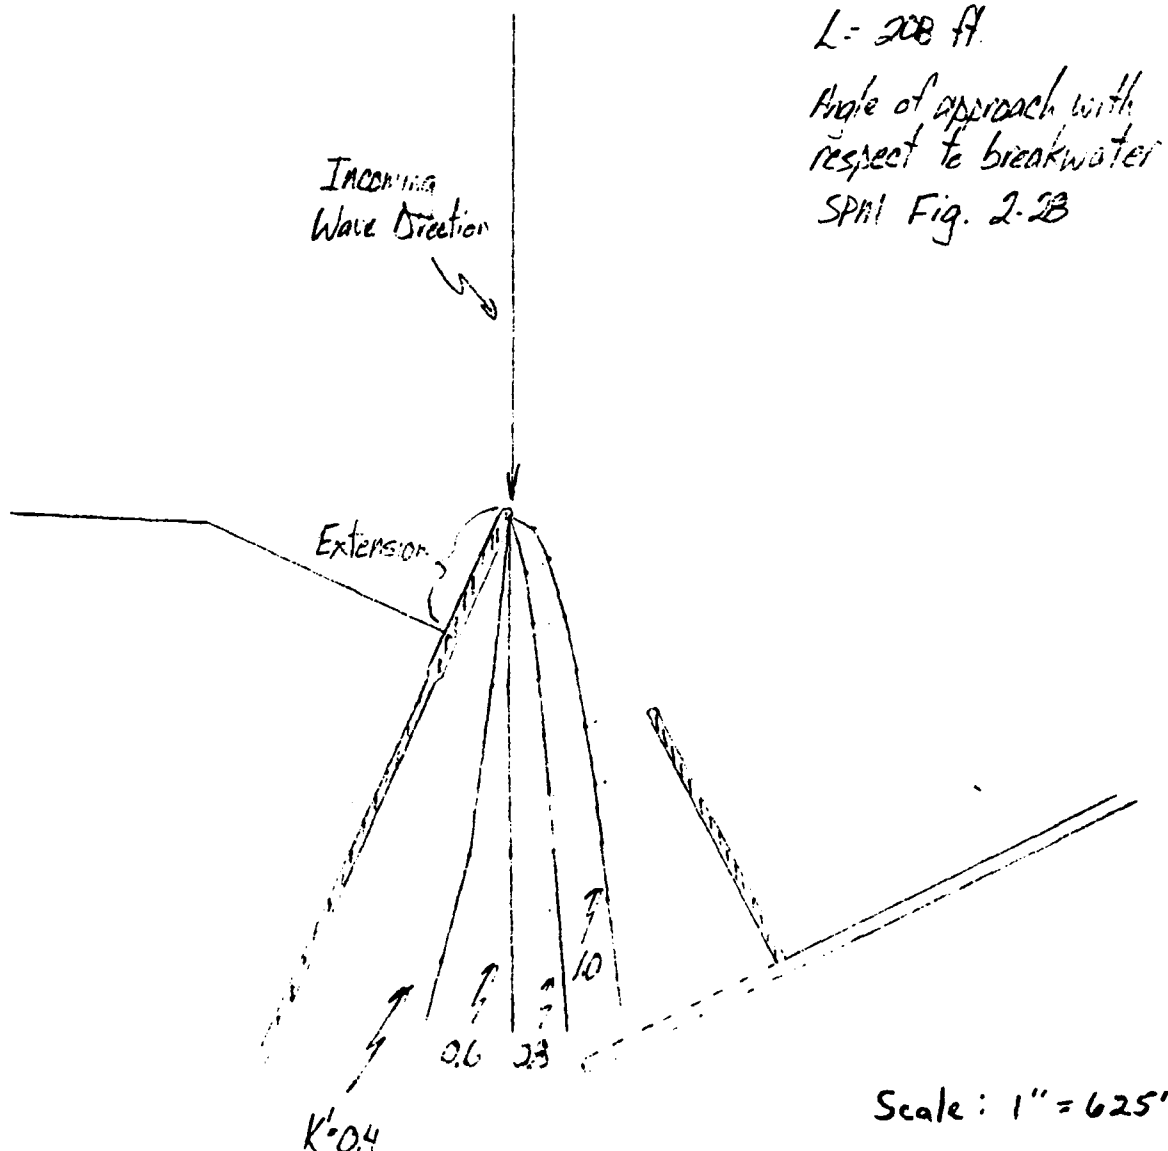 L= 208 ft.
Angle of approach with
respect to breakwater
SPM Fig. 2-28
Incoming
Wave Direction
Extension
1.0
0.6 0.8
K'=0.4
Scale: 1" = 625'